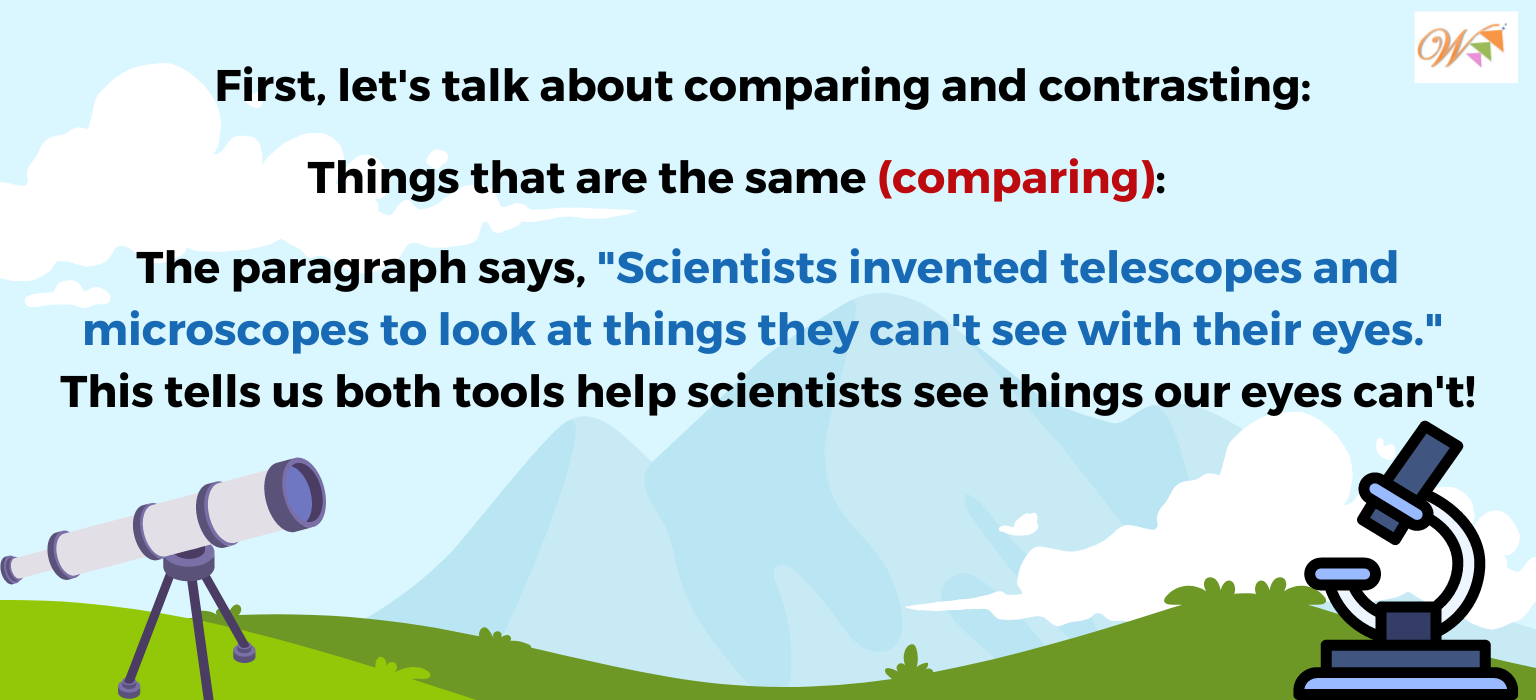 First, let's talk about comparing and contrasting:
Things that are the same (comparing):
The paragraph says, "Scientists invented telescopes and
microscopes to look at things they can't see with their eyes."
This tells us both tools help scientists see things our eyes can't!
W